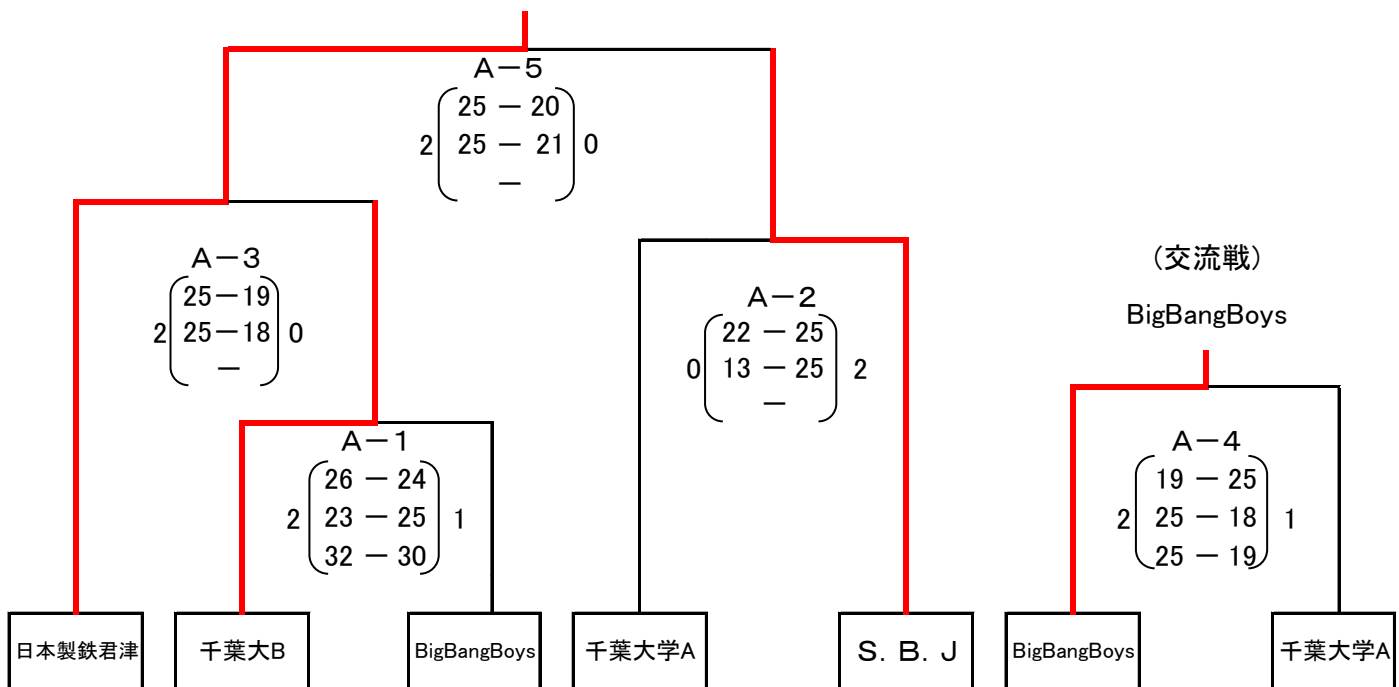 A－5
25 － 20
2 25 － 21 0
－
A－3
25－19
2 25－18 0
－
A－2
22 － 25
0 13 － 25 2
－
(交流戦)
BigBangBoys
A－1
26 － 24
2 23 － 25 1
32 － 30
A－4
19 － 25
2 25 － 18 1
25 － 19
日本製鉄君津 千葉大B BigBangBoys 千葉大学A S．B．J BigBangBoys 千葉大学A